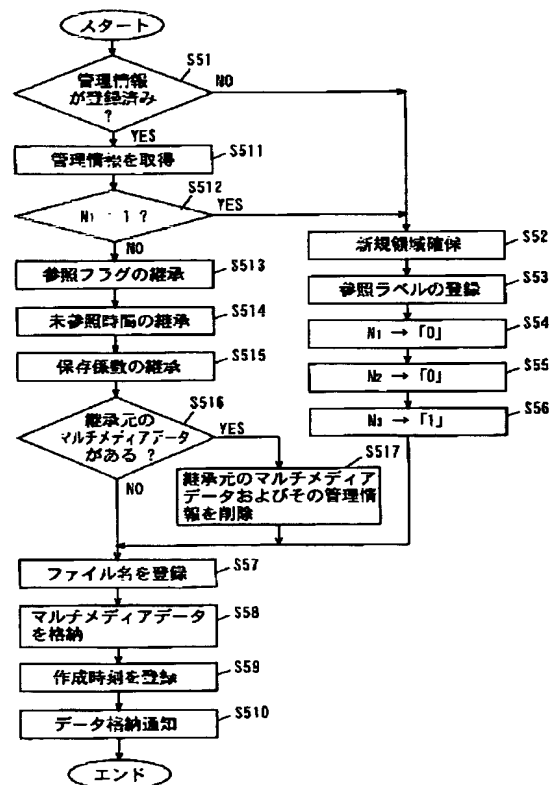 スタート
S51
管理情報
が登録済み
?
NO
YES
管理情報を取得
S511
S512
N1 = 1 ?
YES
NO
参照フラグの継承
S513
未参照時間の継承
S514
保存係数の継承
S515
S516
継承元の
マルチメディアデータ
がある ?
YES
NO
S517
継承元のマルチメディア
データおよびその管理情
報を削除
新規領域確保
S52
参照ラベルの登録
S53
N1 → 「0」
S54
N2 → 「0」
S55
N3 → 「1」
S56
ファイル名を登録
S57
マルチメディアデータ
を格納
S58
作成時刻を登録
S59
データ格納通知
S510
エンド